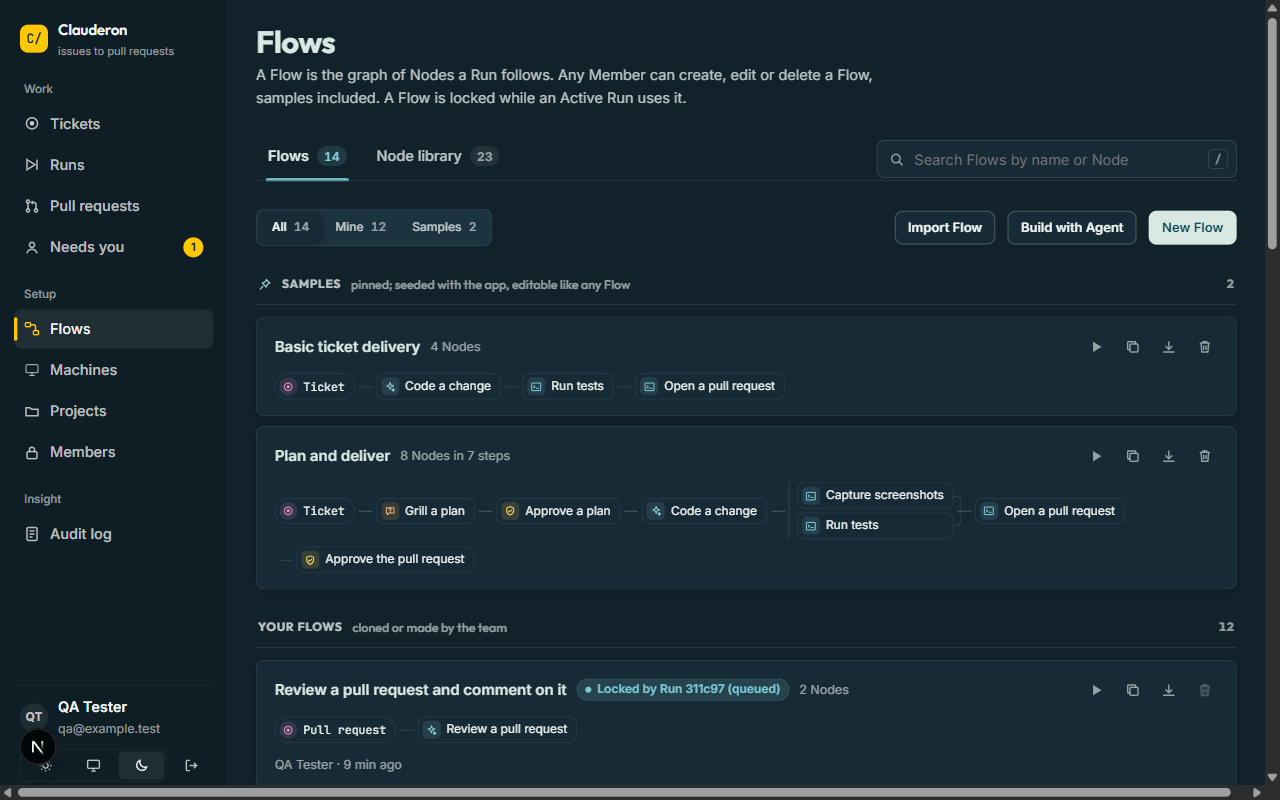 C/
Clauderon
issues to pull requests
Work
Tickets
Runs
Pull requests
Needs you 1
Setup
Flows
Machines
Projects
Members
Insight
Audit log
QT
QA Tester
qa@example.test
N
Flows
A Flow is the graph of Nodes a Run follows. Any Member can create, edit or delete a Flow,
samples included. A Flow is locked while an Active Run uses it.
Flows 14 Node library 23 Search Flows by name or Node /
All 14 Mine 12 Samples 2 Import Flow Build with Agent New Flow
SAMPLES pinned; seeded with the app, editable like any Flow 2
Basic ticket delivery 4 Nodes
Ticket Code a change Run tests Open a pull request
Plan and deliver 8 Nodes in 7 steps
Ticket Grill a plan Approve a plan Code a change Capture screenshots Run tests Open a pull request
Approve the pull request
YOUR FLOWS cloned or made by the team 12
Review a pull request and comment on it Locked by Run 311c97 (queued) 2 Nodes
Pull request Review a pull request
QA Tester · 9 min ago